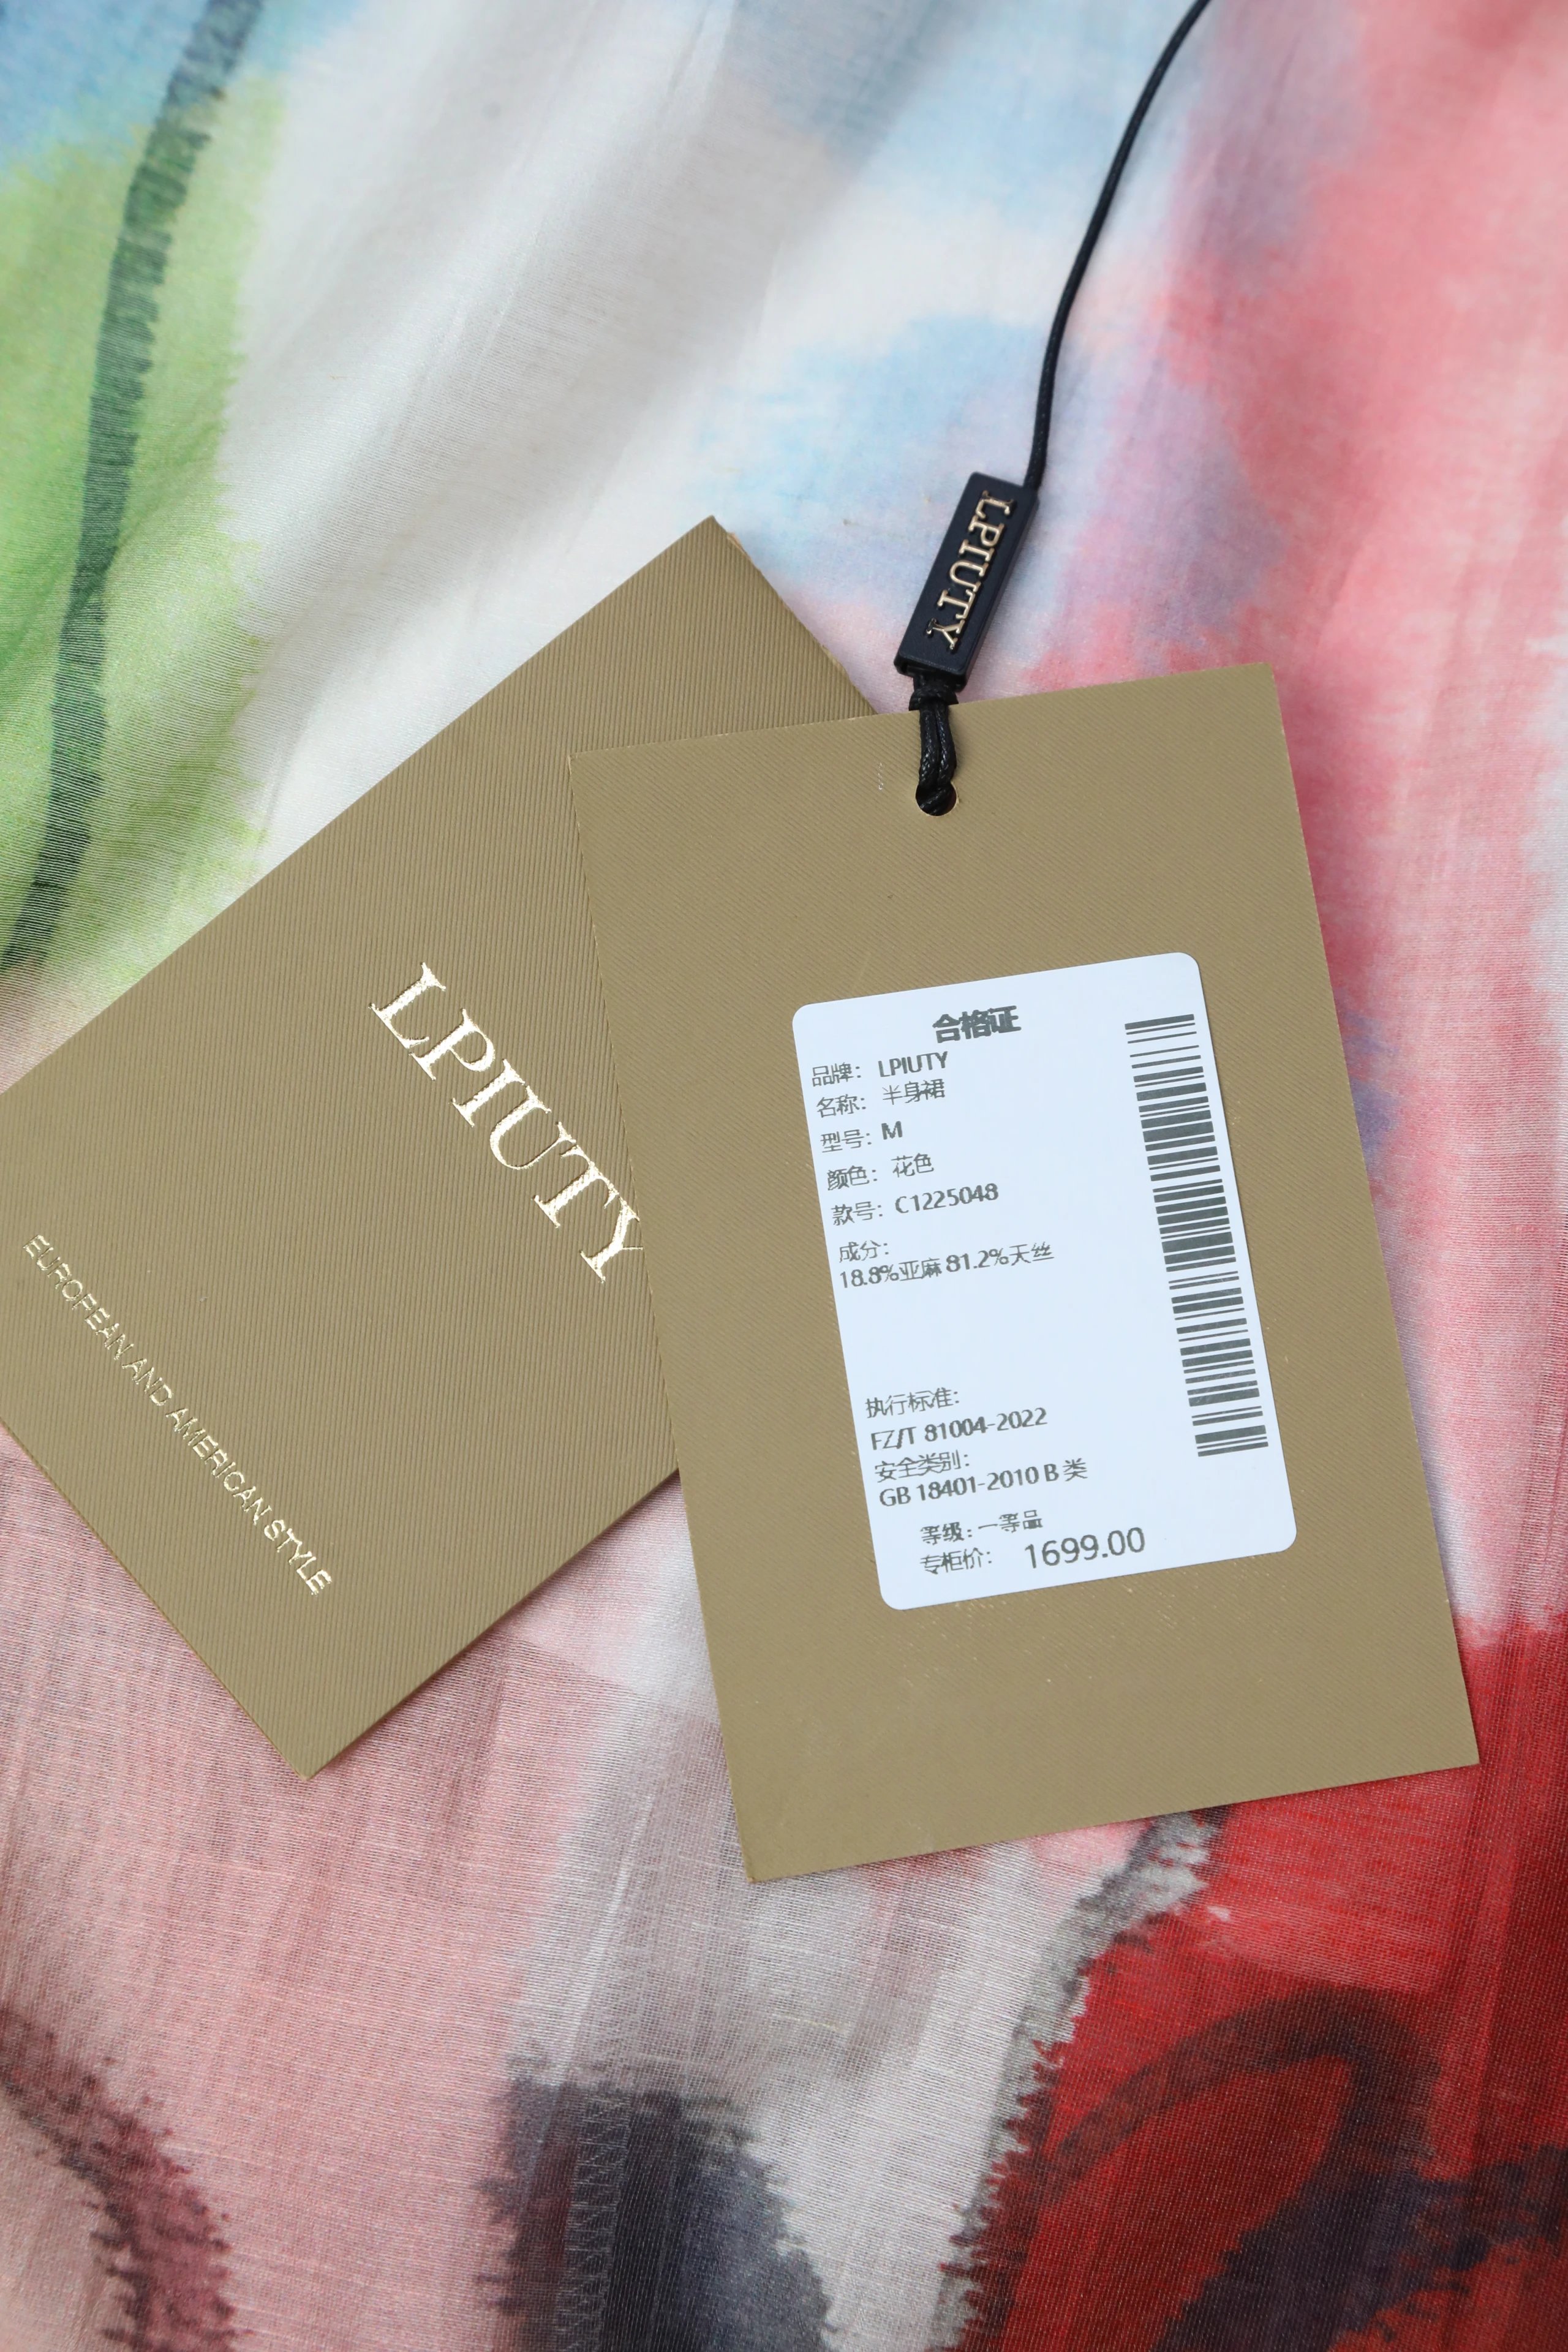 LPIUTY
LPIUTY
EUROPEAN AND AMERICAN STYLE
合格证
品牌: LPIUTY
名称: 半身裙
型号: M
颜色: 花色
款号: C1225048
成分:
18.8%亚麻 81.2%天丝
执行标准:
FZ/T 81004-2022
安全类别:
GB 18401-2010 B 类
等级: 一等品
专柜价: 1699.00